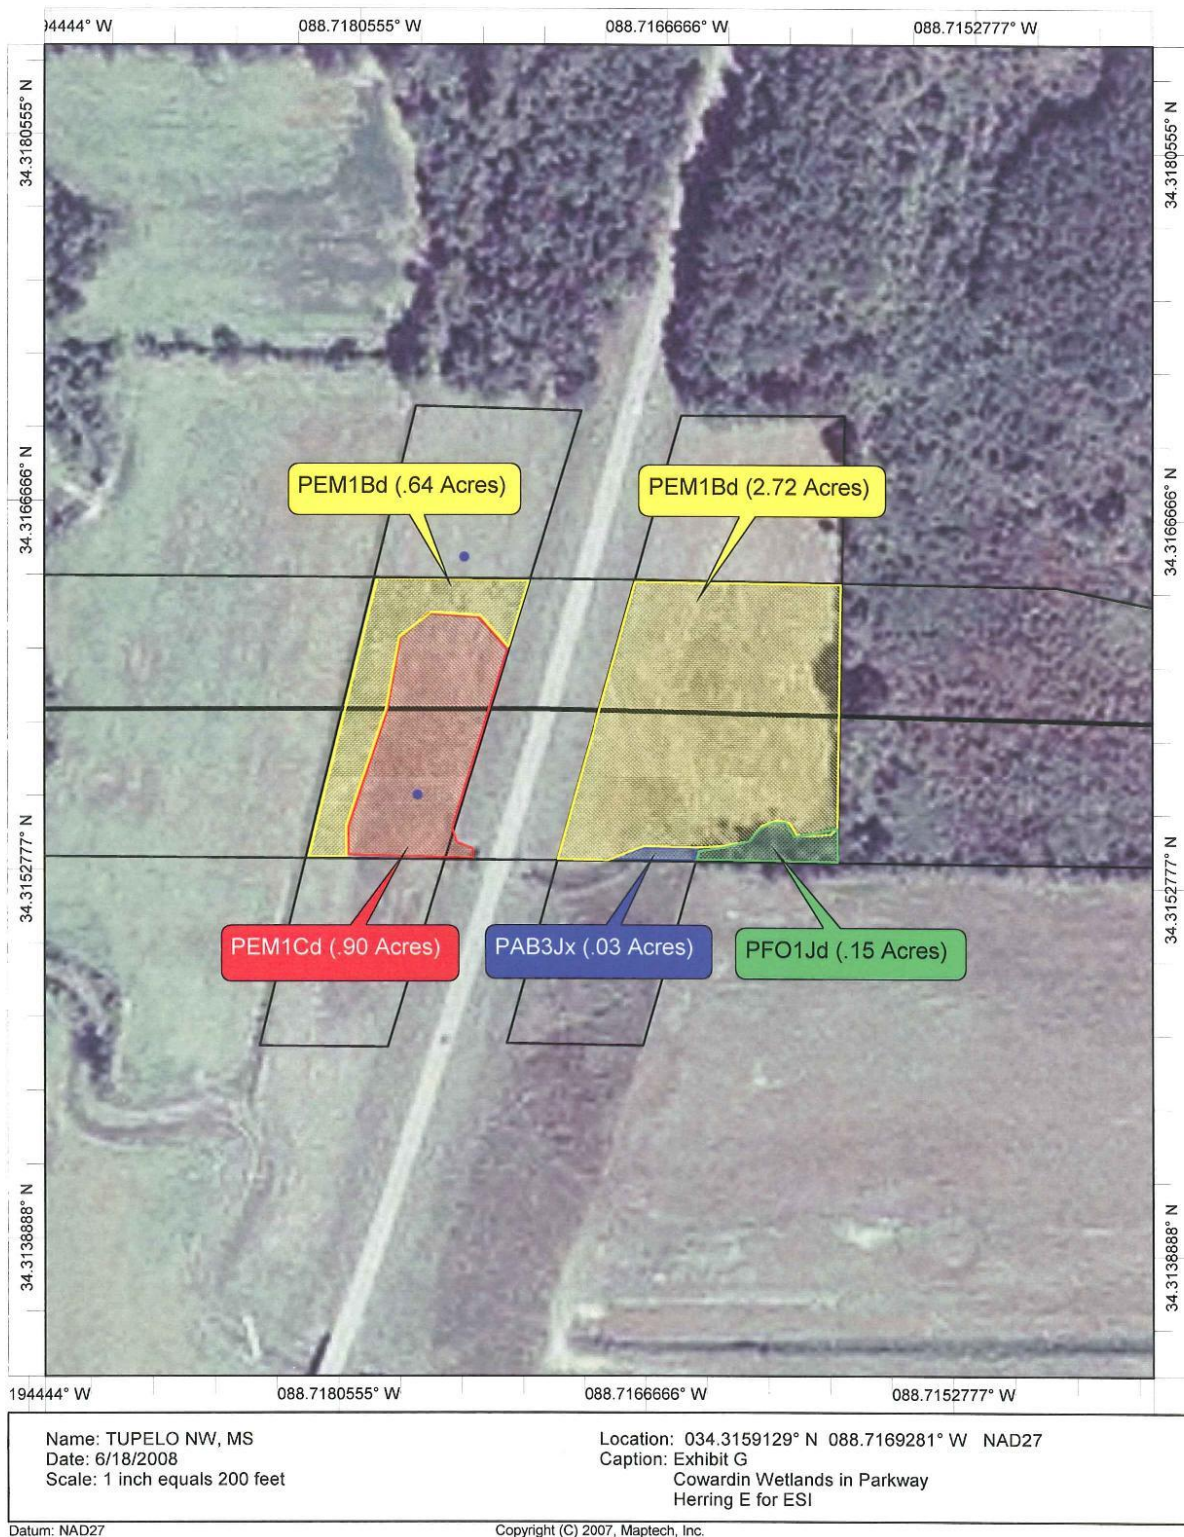 194444° W 088.7180555° W 088.7166666° W 088.7152777° W
34.3180555° N 34.3180555° N
PEM1Bd (.64 Acres) PEM1Bd (2.72 Acres)
34.3166666° N 34.3166666° N
34.3152777° N 34.3152777° N
PEM1Cd (.90 Acres) PAB3Jx (.03 Acres) PFO1Jd (.15 Acres)
34.3138888° N 34.3138888° N
194444° W 088.7180555° W 088.7166666° W 088.7152777° W
Name: TUPELO NW, MS
Date: 6/18/2008
Scale: 1 inch equals 200 feet
Location: 034.3159129° N 088.7169281° W NAD27
Caption: Exhibit G
Cowardin Wetlands in Parkway
Herring E for ESI
Datum: NAD27
Copyright (C) 2007, Maptech, Inc.